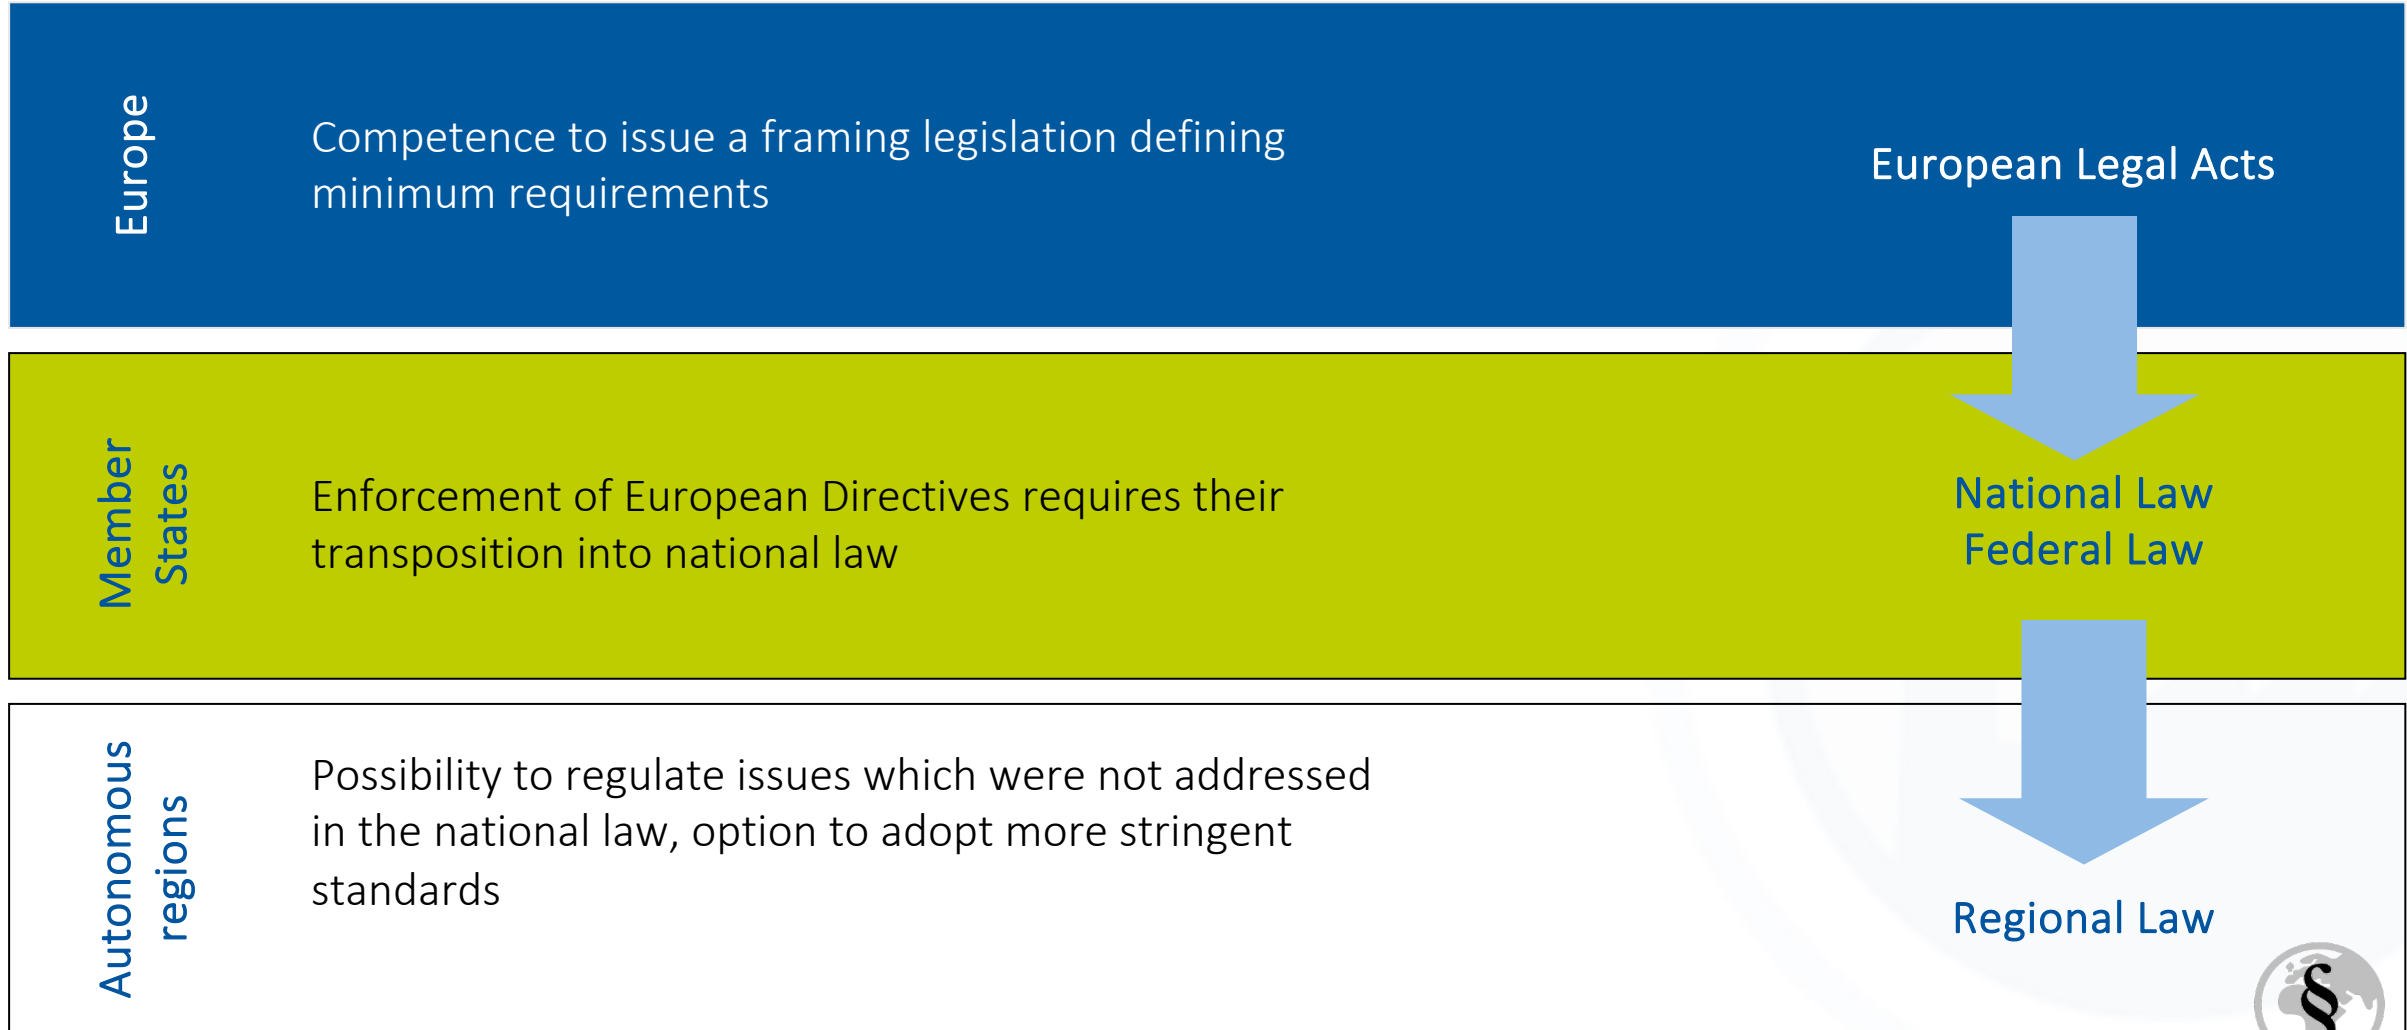 Europe
Competence to issue a framing legislation defining
minimum requirements
European Legal Acts
Member
States
Enforcement of European Directives requires their
transposition into national law
National Law
Federal Law
Autonomous
regions
Possibility to regulate issues which were not addressed
in the national law, option to adopt more stringent
standards
Regional Law
§